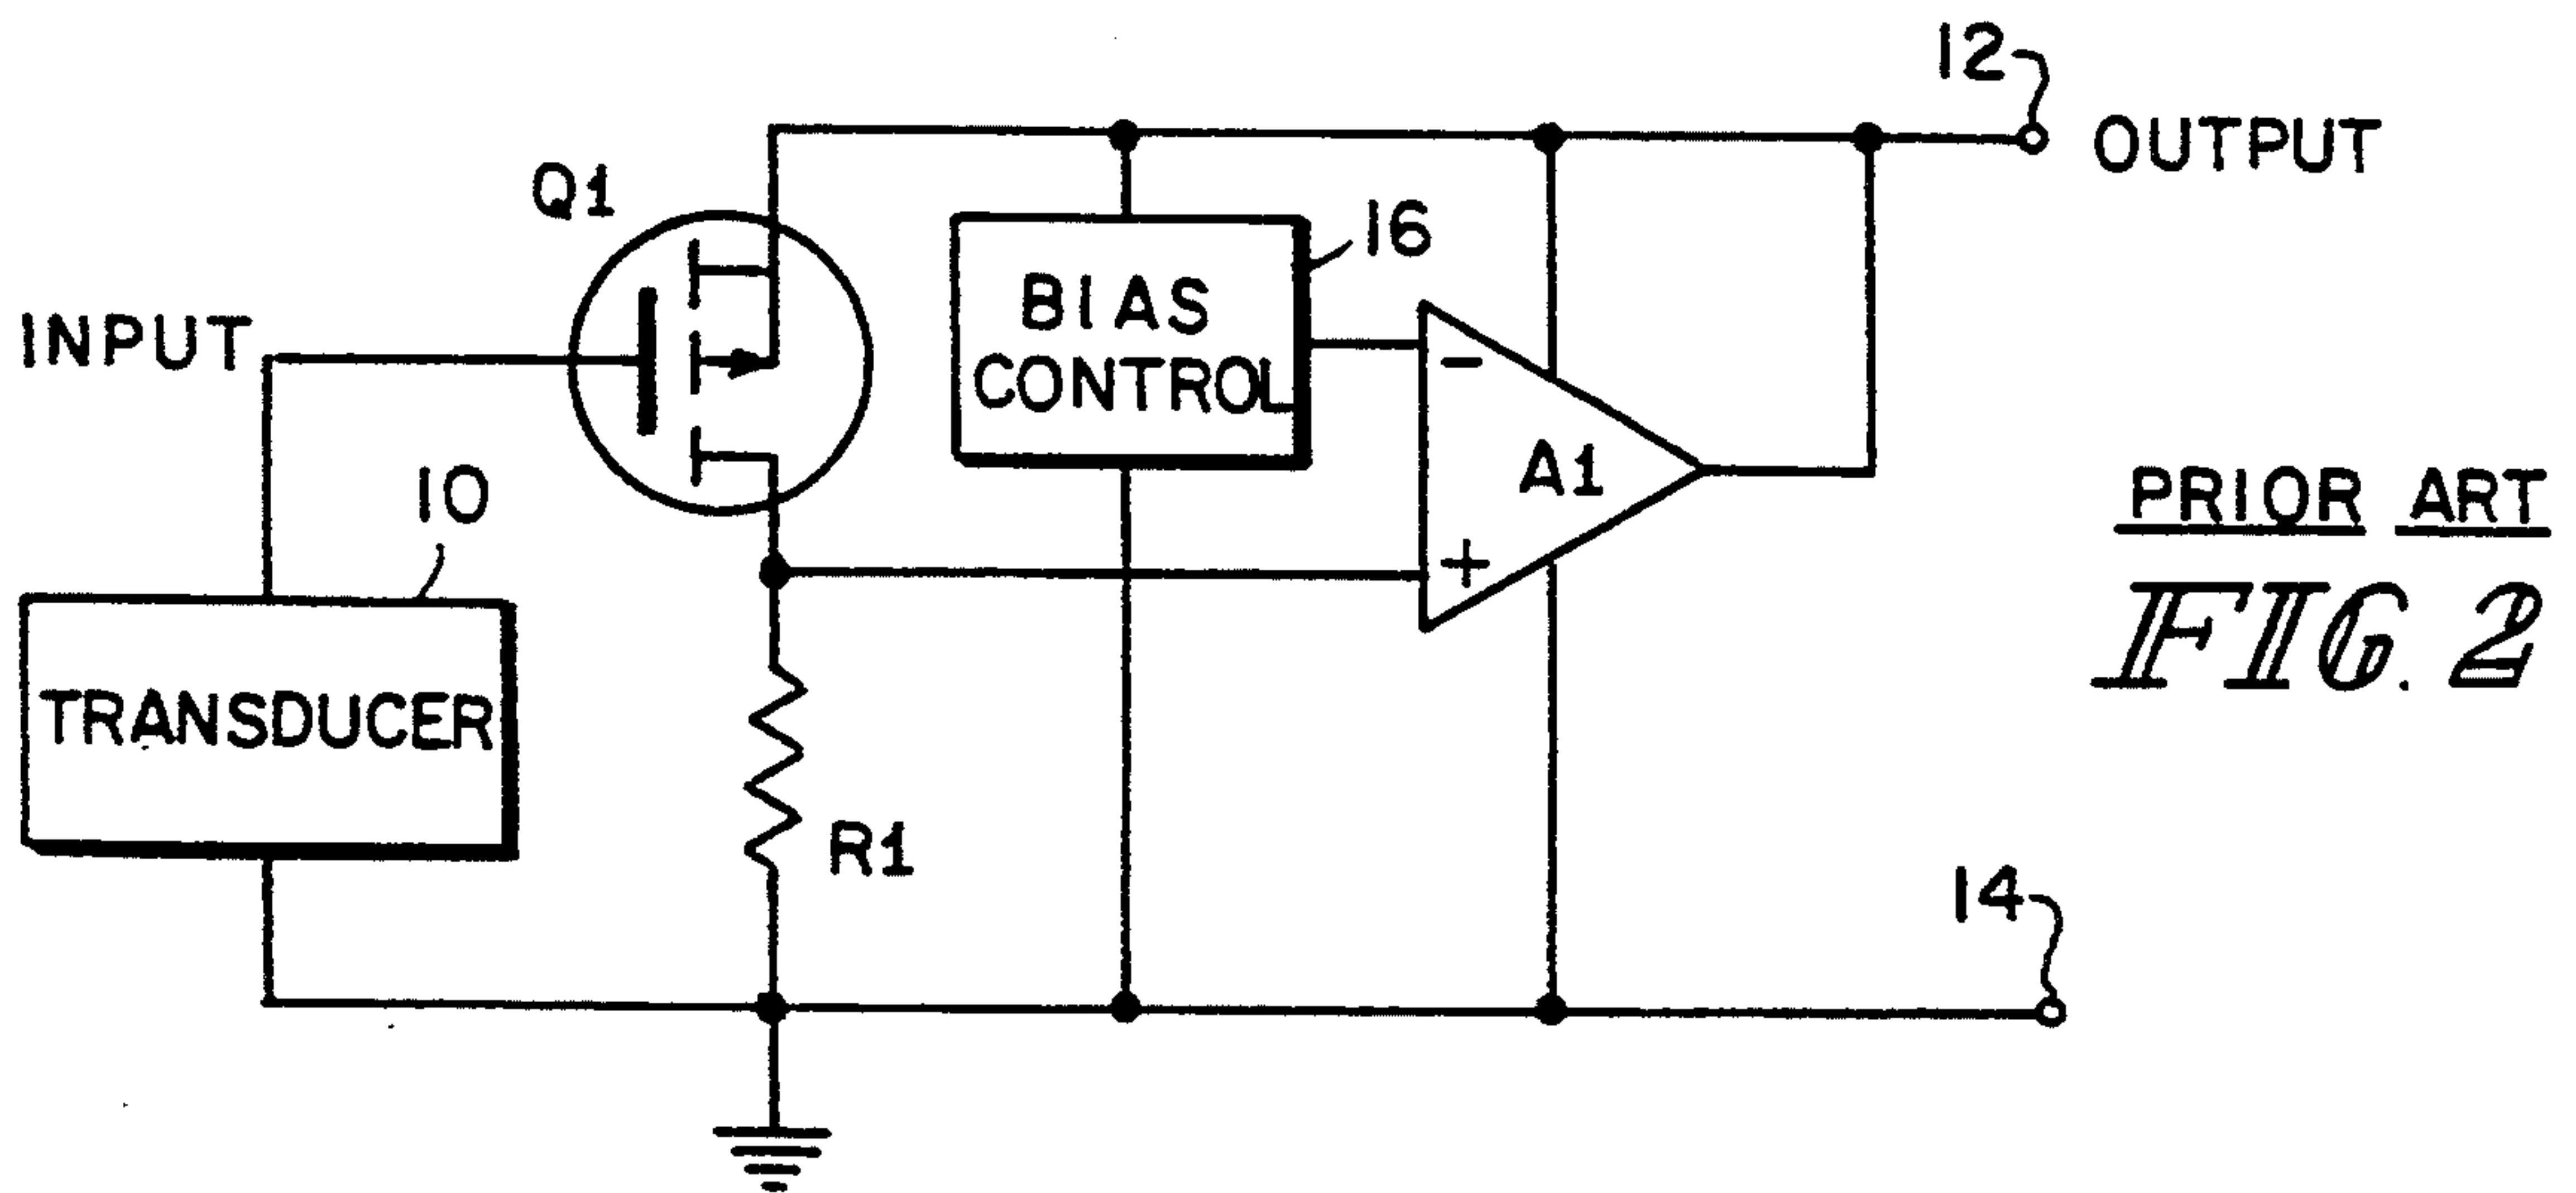 12
OUTPUT
Q1
16
INPUT
BIAS
CONTROL
-
A1
+
10
PRIOR ART
FIG. 2
TRANSDUCER
R1
14